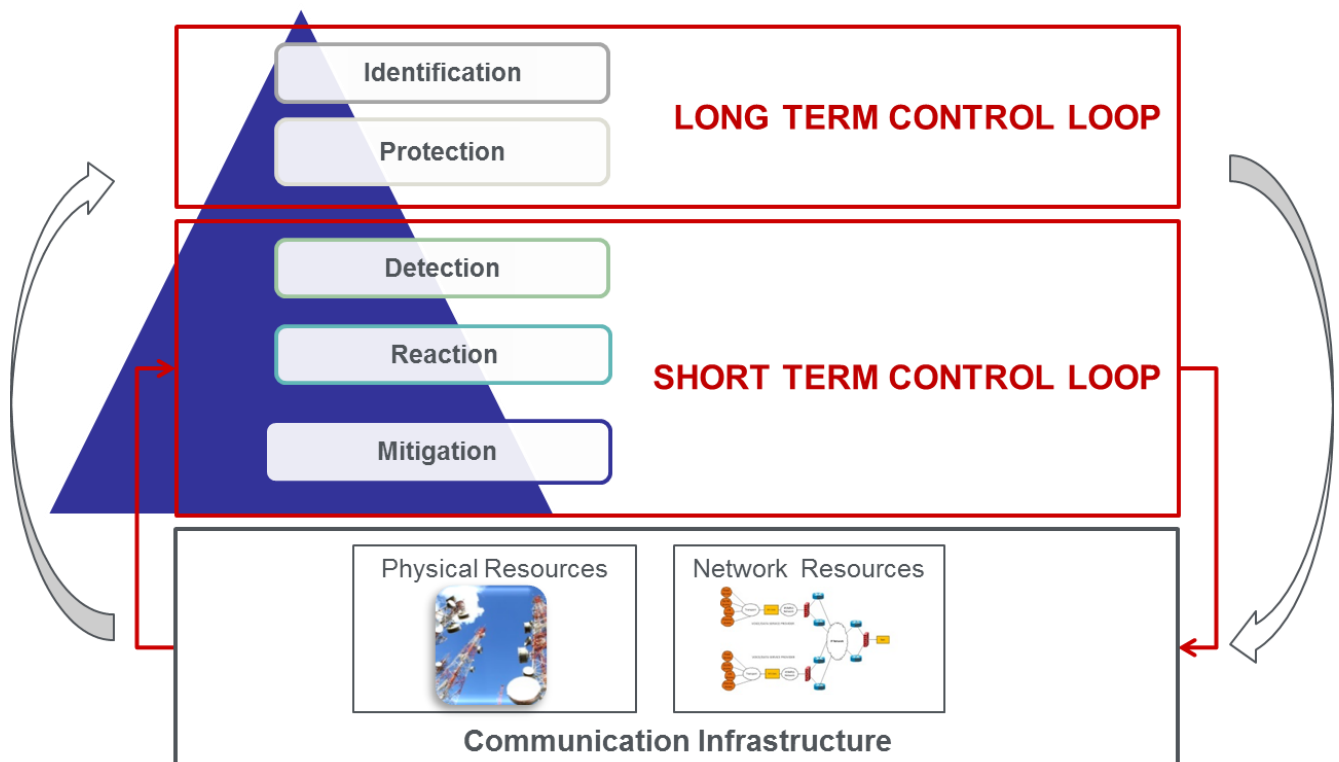 Identification
LONG TERM CONTROL LOOP
Protection
Detection
Reaction
SHORT TERM CONTROL LOOP
Mitigation
Physical Resources
Network Resources
Communication Infrastructure